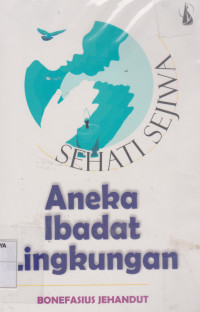 SEHATI SEJIWA
Aneka
Ibadat
Lingkungan
BONEFASIUS JEHANDUT